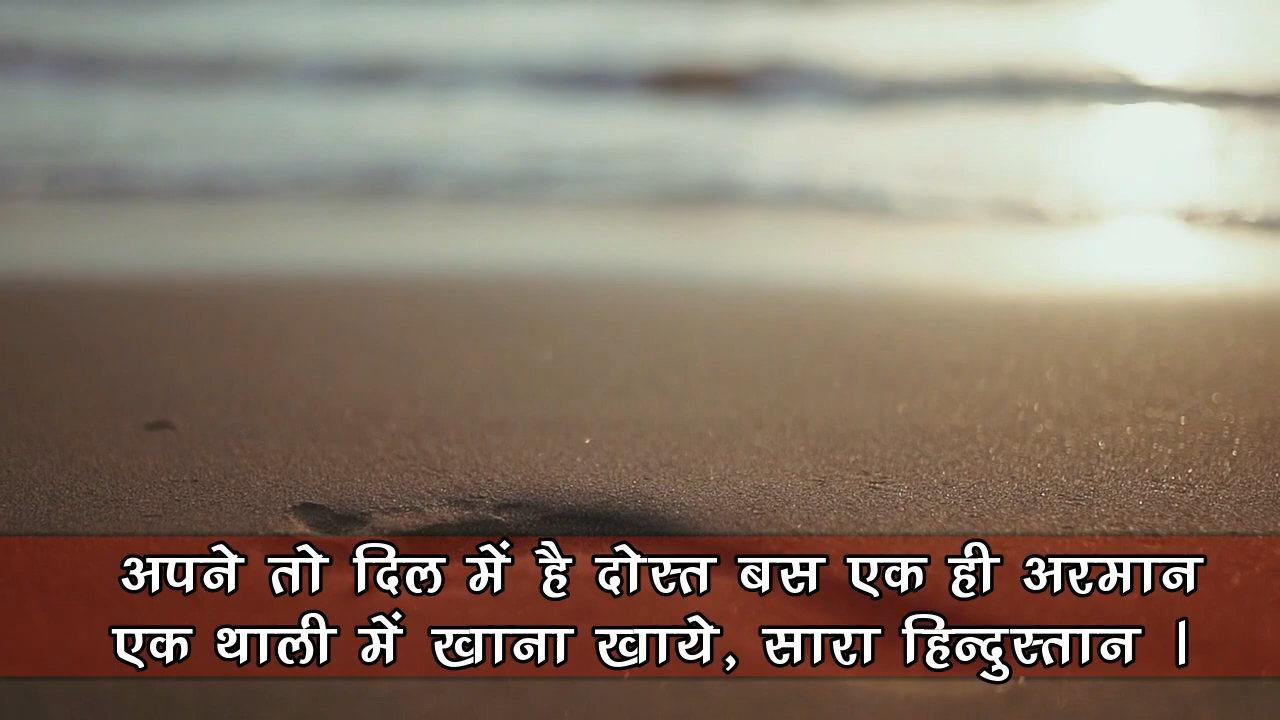 अपने तो दिल में है दोस्त बस एक ही अरमान
एक थाली में खाना खाये, सारा हिन्दुस्तान ।